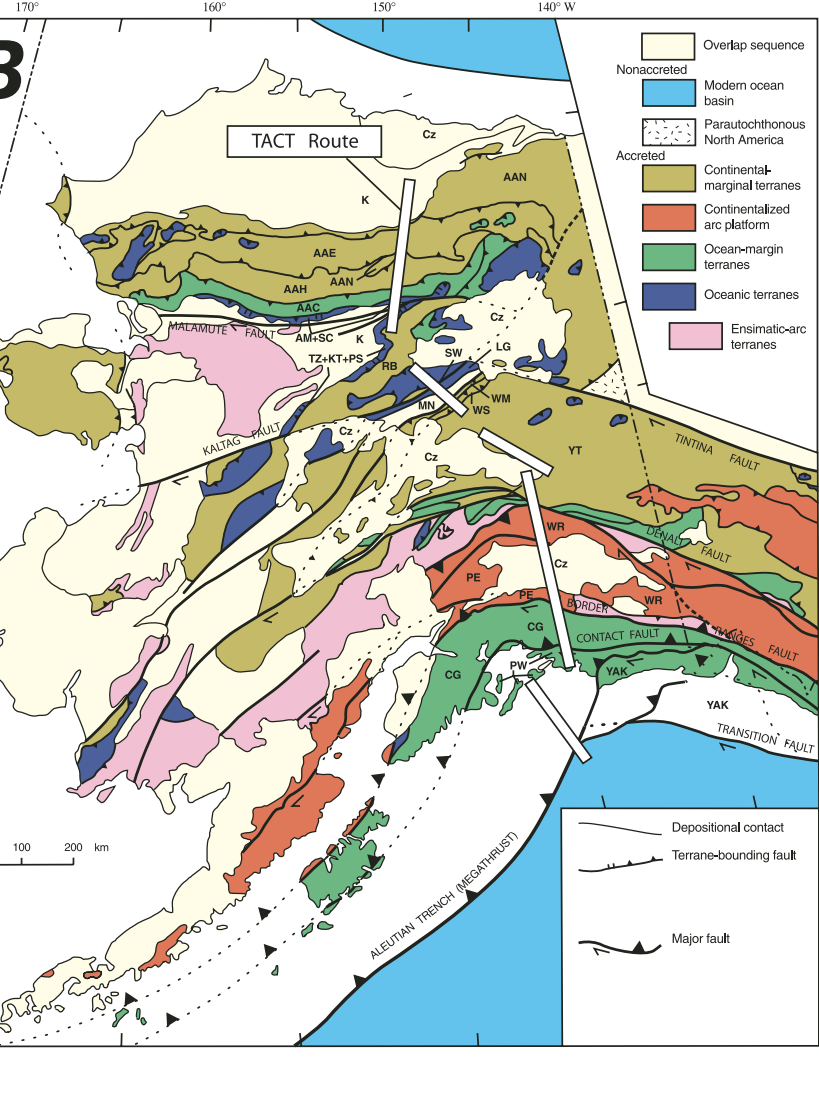 170°
160°
150°
140° W
B
TACT Route
Cz
K
AAN
AAE
AAN
AAH
AAC
MALAMUTE FAULT
AM+SC
K
TZ+KT+PS
RB
SW
LG
Cz
MN
WM
WS
KALTAG FAULT
Cz
Cz
YT
TINTINA FAULT
DENALI FAULT
WR
Cz
PE
PE
WR
BORDER RANGES FAULT
CG
CONTACT FAULT
CG
PW
YAK
YAK
TRANSITION FAULT
ALEUTIAN TRENCH (MEGATHRUST)
100 200 km
Overlap sequence
Nonaccreted
Modern ocean
basin
Parautochthonous
North America
Accreted
Continental-
marginal terranes
Continentalized
arc platform
Ocean-margin
terranes
Oceanic terranes
Ensimatic-arc
terranes
Depositional contact
Terrane-bounding fault
Major fault